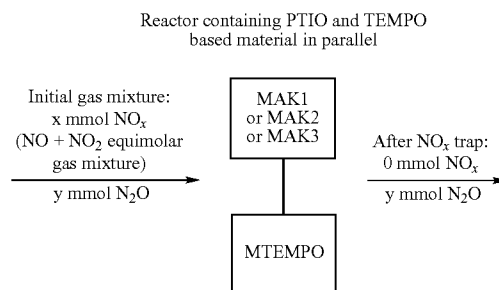 Reactor containing PTIO and TEMPO
based material in parallel
Initial gas mixture:
x mmol NOₓ
(NO + NO₂ equimolar
gas mixture)
y mmol N₂O
MAK1
or MAK2
or MAK3
MTEMPO
After NOₓ trap:
0 mmol NOₓ
y mmol N₂O